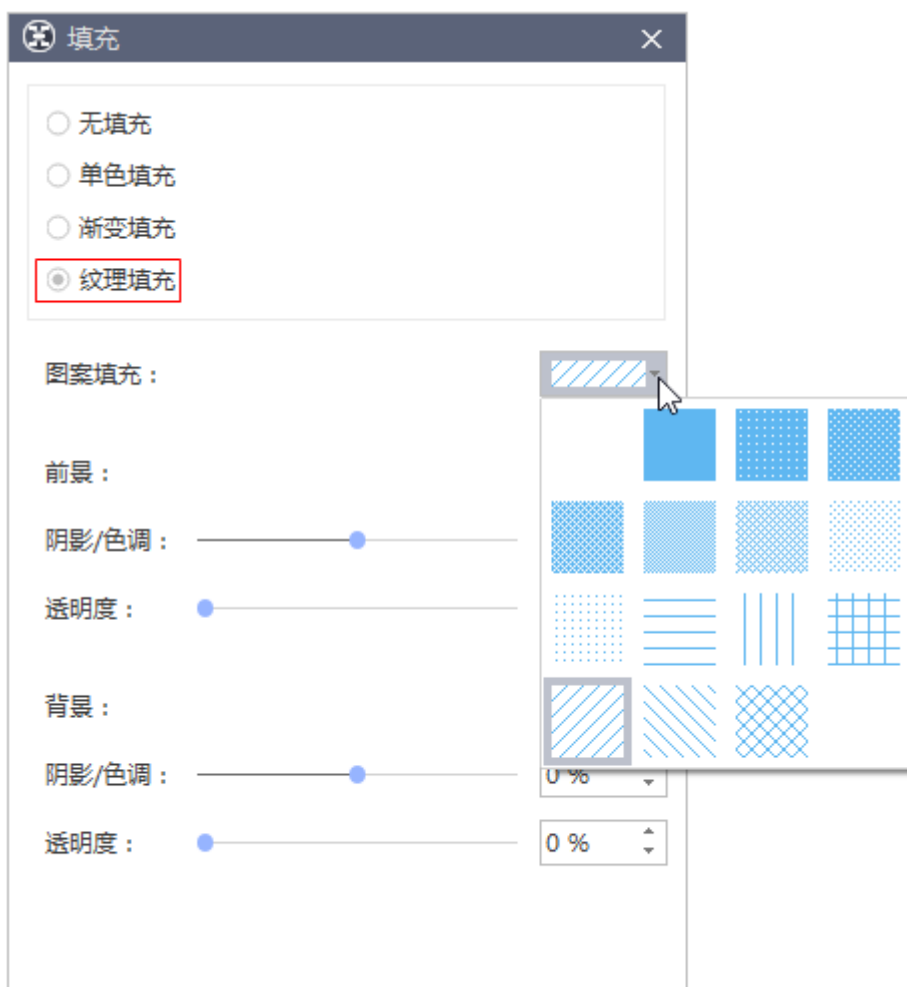 填充
无填充
单色填充
渐变填充
纹理填充
图案填充：
前景：
阴影/色调：
透明度：
背景：
阴影/色调： 0 %
透明度： 0 %